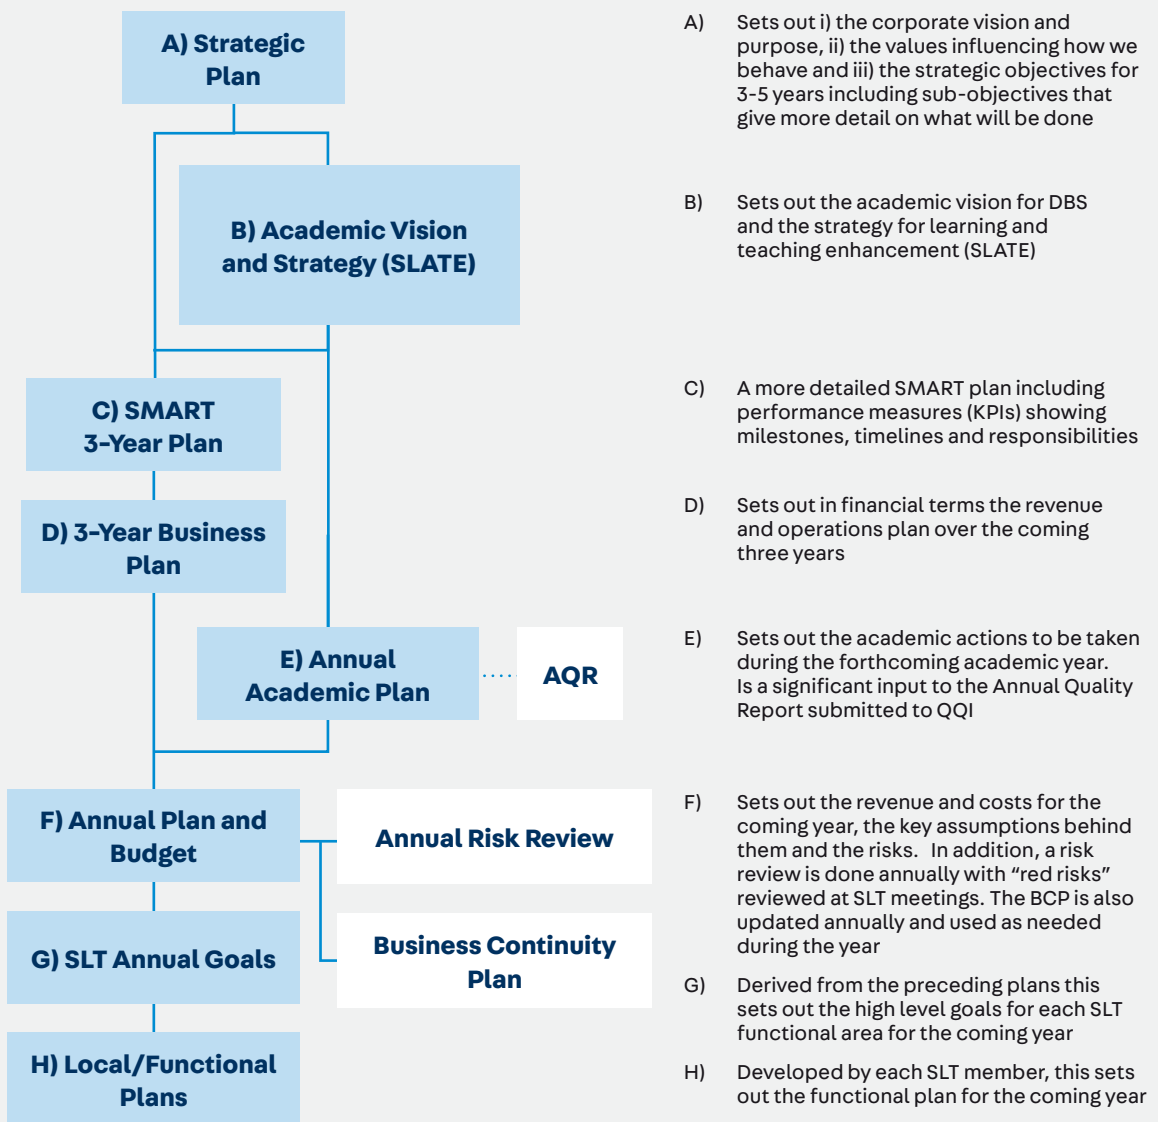 A) Strategic
Plan
B) Academic Vision
and Strategy (SLATE)
C) SMART
3-Year Plan
D) 3-Year Business
Plan
E) Annual
Academic Plan
AQR
F) Annual Plan and
Budget
Annual Risk Review
G) SLT Annual Goals
Business Continuity
Plan
H) Local/Functional
Plans
A) Sets out i) the corporate vision and
purpose, ii) the values influencing how we
behave and iii) the strategic objectives for
3-5 years including sub-objectives that
give more detail on what will be done
B) Sets out the academic vision for DBS
and the strategy for learning and
teaching enhancement (SLATE)
C) A more detailed SMART plan including
performance measures (KPIs) showing
milestones, timelines and responsibilities
D) Sets out in financial terms the revenue
and operations plan over the coming
three years
E) Sets out the academic actions to be taken
during the forthcoming academic year.
Is a significant input to the Annual Quality
Report submitted to QQI
F) Sets out the revenue and costs for the
coming year, the key assumptions behind
them and the risks. In addition, a risk
review is done annually with “red risks”
reviewed at SLT meetings. The BCP is also
updated annually and used as needed
during the year
G) Derived from the preceding plans this
sets out the high level goals for each SLT
functional area for the coming year
H) Developed by each SLT member, this sets
out the functional plan for the coming year